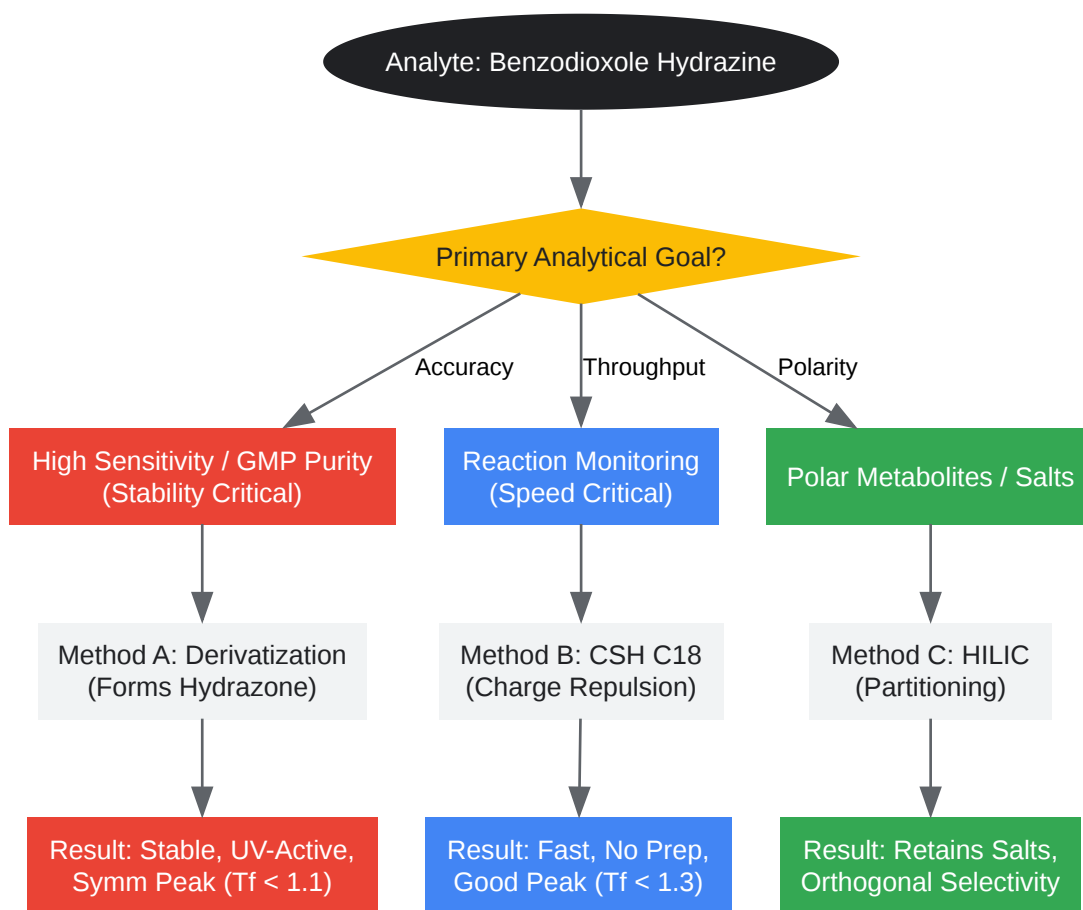 Analyte: Benzodioxole Hydrazine
Primary Analytical Goal?
Accuracy
Throughput
Polarity
High Sensitivity / GMP Purity
(Stability Critical)
Reaction Monitoring
(Speed Critical)
Polar Metabolites / Salts
Method A: Derivatization
(Forms Hydrazone)
Method B: CSH C18
(Charge Repulsion)
Method C: HILIC
(Partitioning)
Result: Stable, UV-Active,
Symm Peak (Tf < 1.1)
Result: Fast, No Prep,
Good Peak (Tf < 1.3)
Result: Retains Salts,
Orthogonal Selectivity